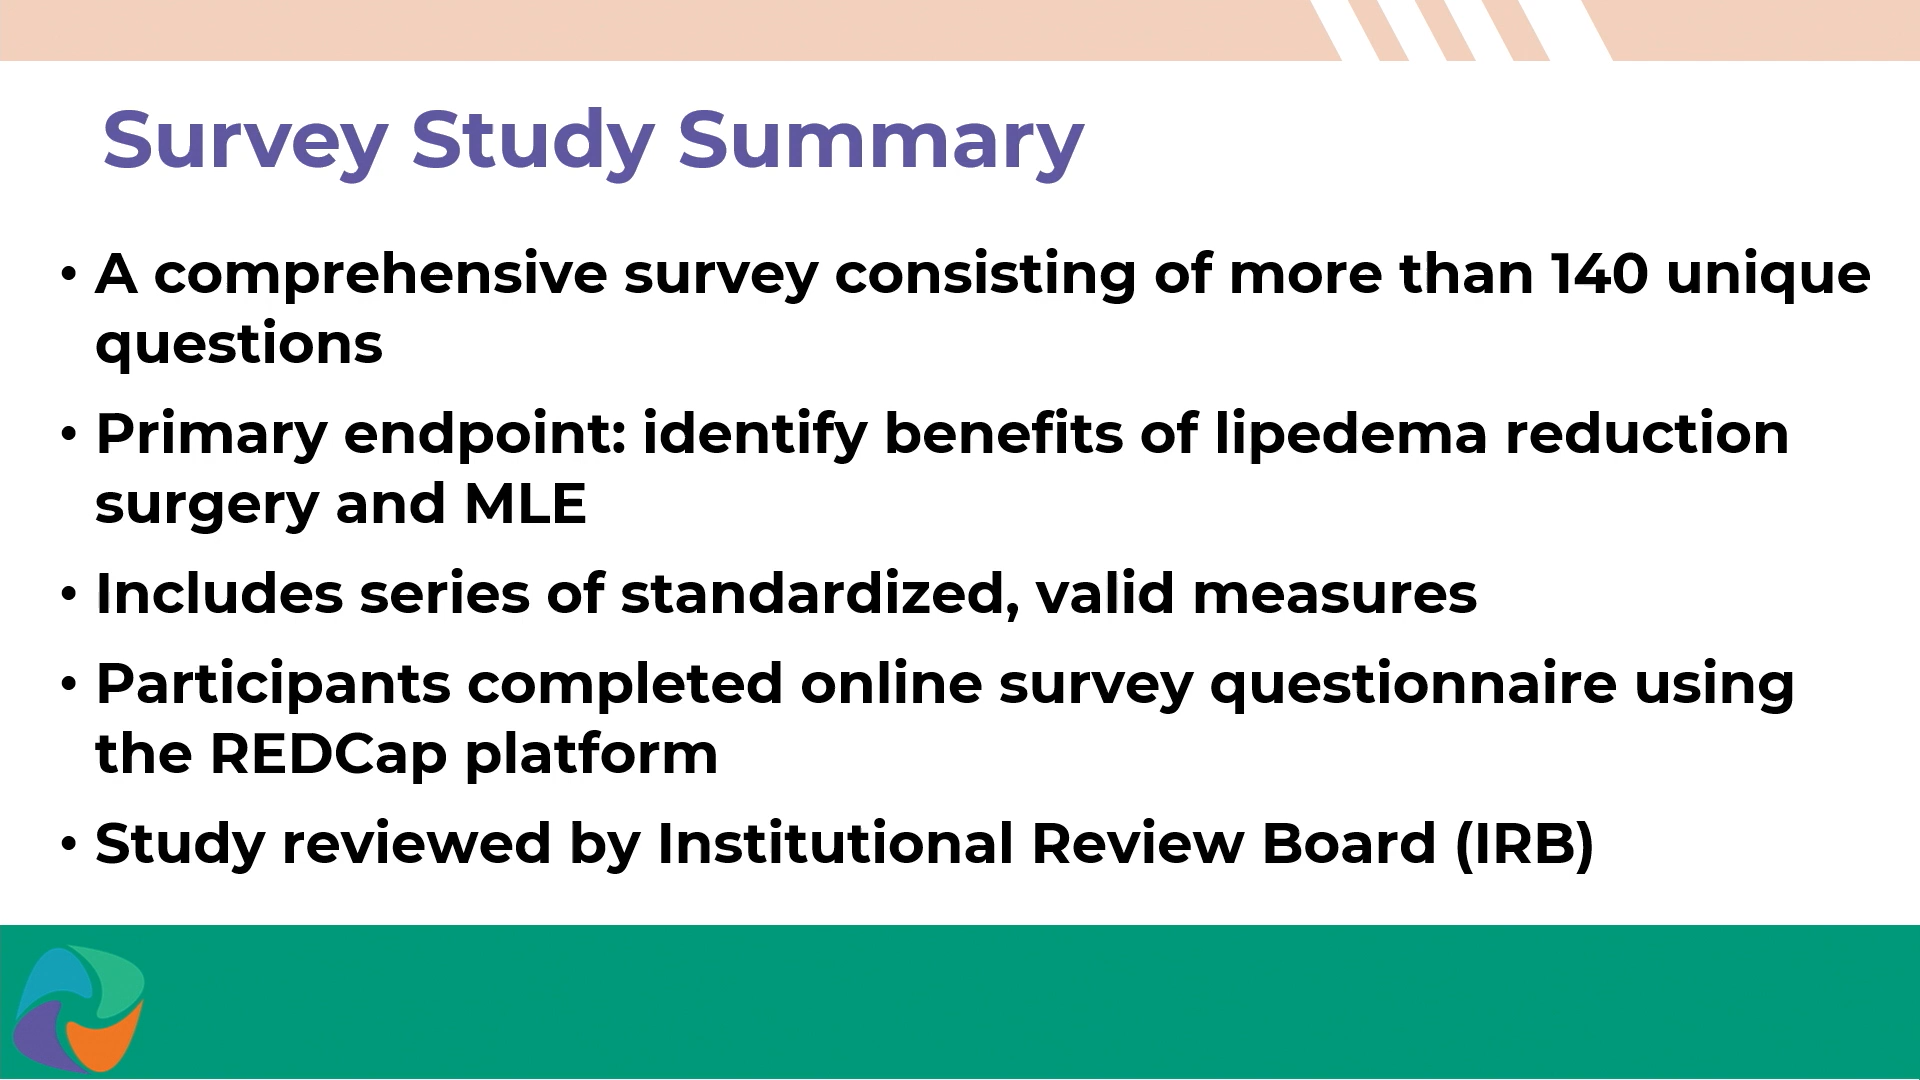 Survey Study Summary
• A comprehensive survey consisting of more than 140 unique
questions
• Primary endpoint: identify benefits of lipedema reduction
surgery and MLE
• Includes series of standardized, valid measures
• Participants completed online survey questionnaire using
the REDCap platform
• Study reviewed by Institutional Review Board (IRB)